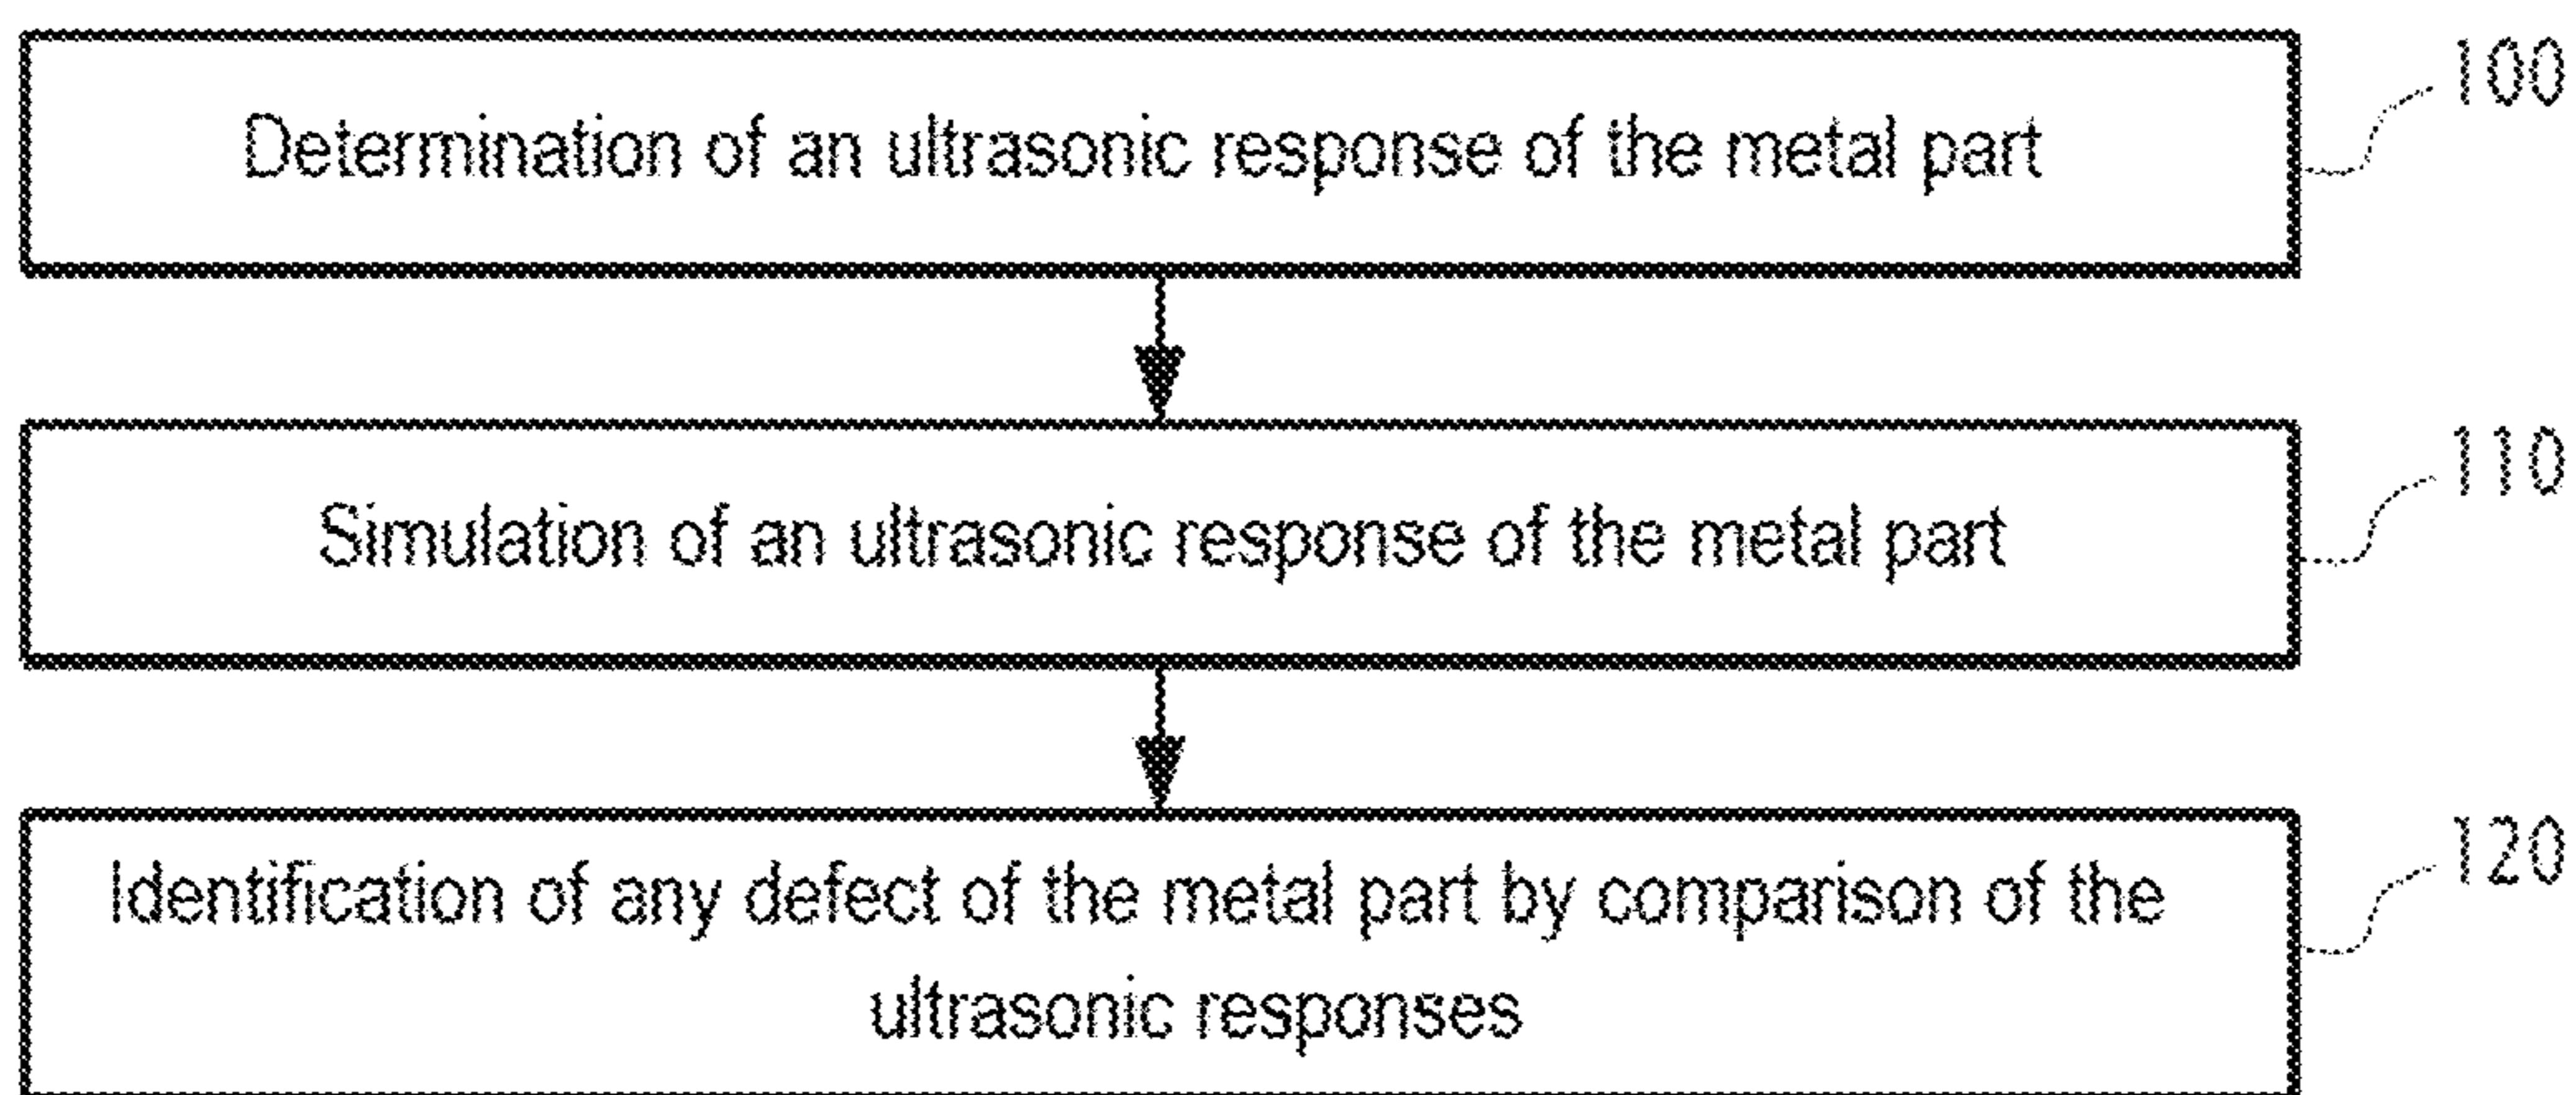 Determination of an ultrasonic response of the metal part
100
Simulation of an ultrasonic response of the metal part
110
Identification of any defect of the metal part by comparison of the
ultrasonic responses
120